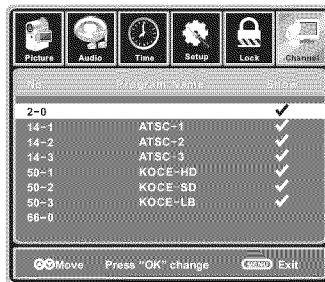 Picture Audio Time Setup Lock Channel
No. Program Name Show
2-0
14-1 ATSC-1
14-2 ATSC-2
14-3 ATSC-3
50-1 KOCE-HD
50-2 KOCE-SD
50-3 KOCE-LB
66-0
Move Press "OK" change MENU Exit